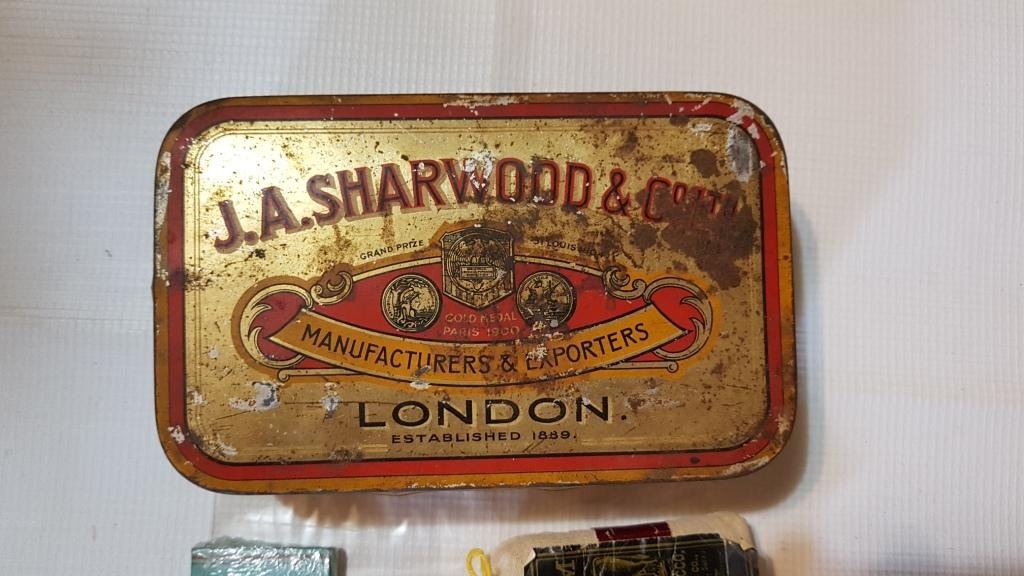 J.A. SHARWOOD & Co. LTD
GRAND PRIZE ST LOUIS
GOLD MEDAL
PARIS 1900
MANUFACTURERS & EXPORTERS
LONDON.
ESTABLISHED 1889.